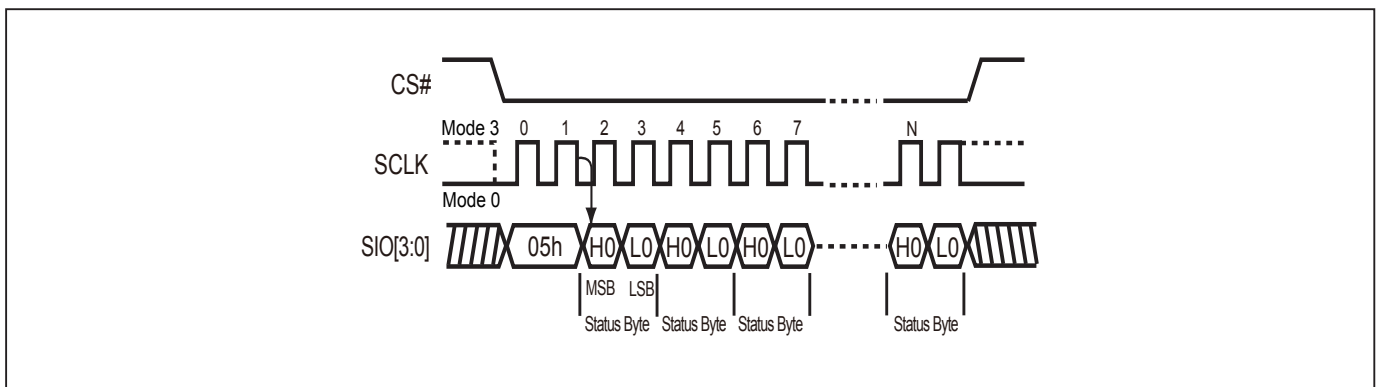 CS#
Mode 3 0 1 2 3 4 5 6 7 N
SCLK
Mode 0
SIO[3:0] 05h H0 L0 H0 L0 H0 L0 H0 L0
MSB LSB
Status Byte Status Byte Status Byte Status Byte